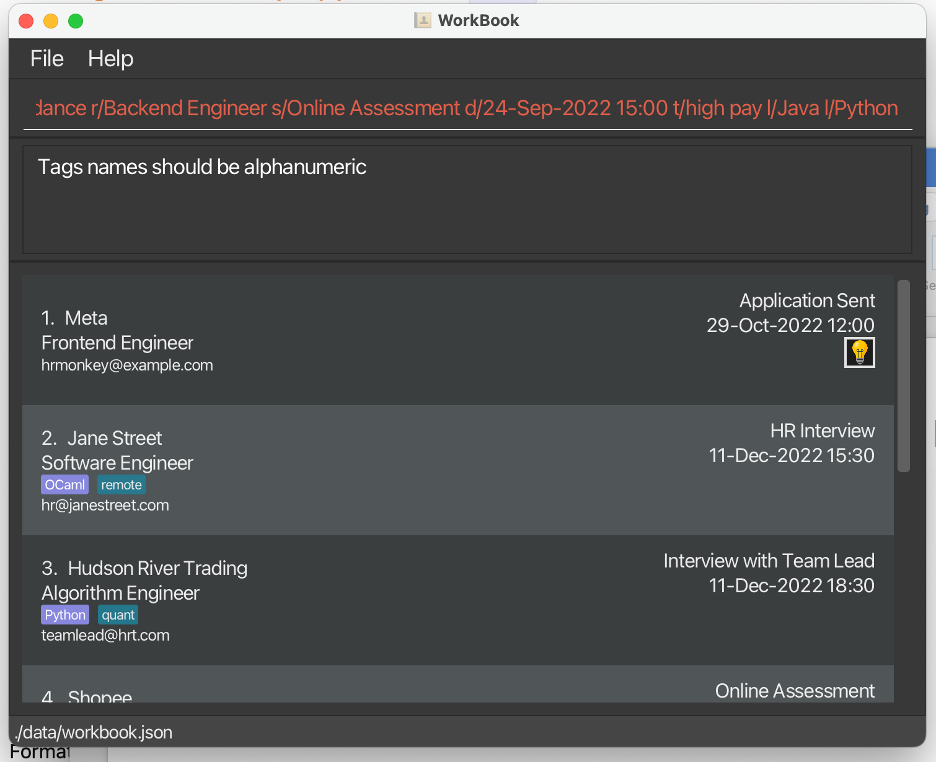 WorkBook
File Help
dance r/Backend Engineer s/Online Assessment d/24-Sep-2022 15:00 t/high pay l/Java l/Python
Tags names should be alphanumeric
1. Meta
Frontend Engineer
hrmonkey@example.com
Application Sent
29-Oct-2022 12:00
2. Jane Street
Software Engineer
OCaml remote
hr@janestreet.com
HR Interview
11-Dec-2022 15:30
3. Hudson River Trading
Algorithm Engineer
Python quant
teamlead@hrt.com
Interview with Team Lead
11-Dec-2022 18:30
4. Shopee
Online Assessment
./data/workbook.json
Format